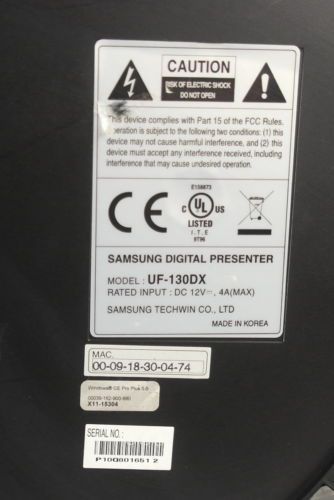 CAUTION
RISK OF ELECTRIC SHOCK
DO NOT OPEN
This device complies with Part 15 of the FCC Rules.
Operation is subject to the following two conditions: (1) this
device may not cause harmful interference, and (2) this
device must accept any interference received, including
interference that may cause undesired operation.
E158873
CE C UL US
LISTED
I.T.E
9T96
SAMSUNG DIGITAL PRESENTER
MODEL : UF-130DX
RATED INPUT : DC 12V⎓, 4A(MAX)
SAMSUNG TECHWIN CO., LTD
MADE IN KOREA
MAC.
00-09-18-30-04-74
Windows® CE Pro Plus 5.0
X11-15304
SERIAL NO.: